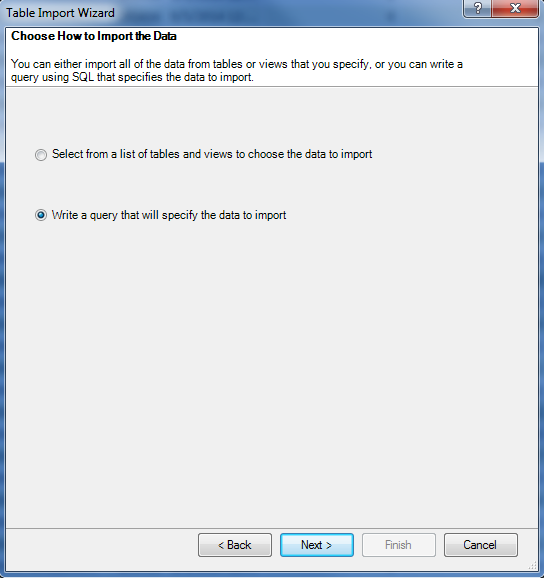 Table Import Wizard
?
Choose How to Import the Data
You can either import all of the data from tables or views that you specify, or you can write a
query using SQL that specifies the data to import.
Select from a list of tables and views to choose the data to import
Write a query that will specify the data to import
< Back Next > Finish Cancel